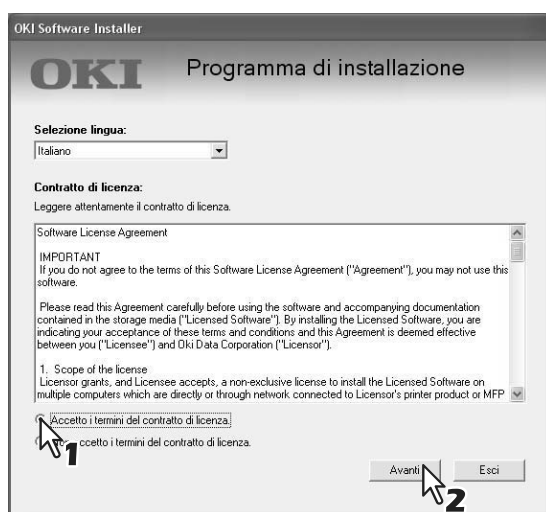 OKI Software Installer
OKI
Programma di installazione
Selezione lingua:
Italiano
Contratto di licenza:
Leggere attentamente il contratto di licenza.
Software License Agreement
IMPORTANT
If you do not agree to the terms of this Software License Agreement ("Agreement"), you may not use this
software.
Please read this Agreement carefully before using the software and accompanying documentation
contained in the storage media ("Licensed Software"). By installing the Licensed Software, you are
indicating your acceptance of these terms and conditions and this Agreement is deemed effective
between you ("Licensee") and Oki Data Corporation ("Licensor").
1. Scope of the license
Licensor grants, and Licensee accepts, a non-exclusive license to install the Licensed Software on
multiple computers which are directly or through network connected to Licensor's printer product or MFP
Accetto i termini del contratto di licenza.
1
ccetto i termini del contratto di licenza.
Avanti
Esci
2